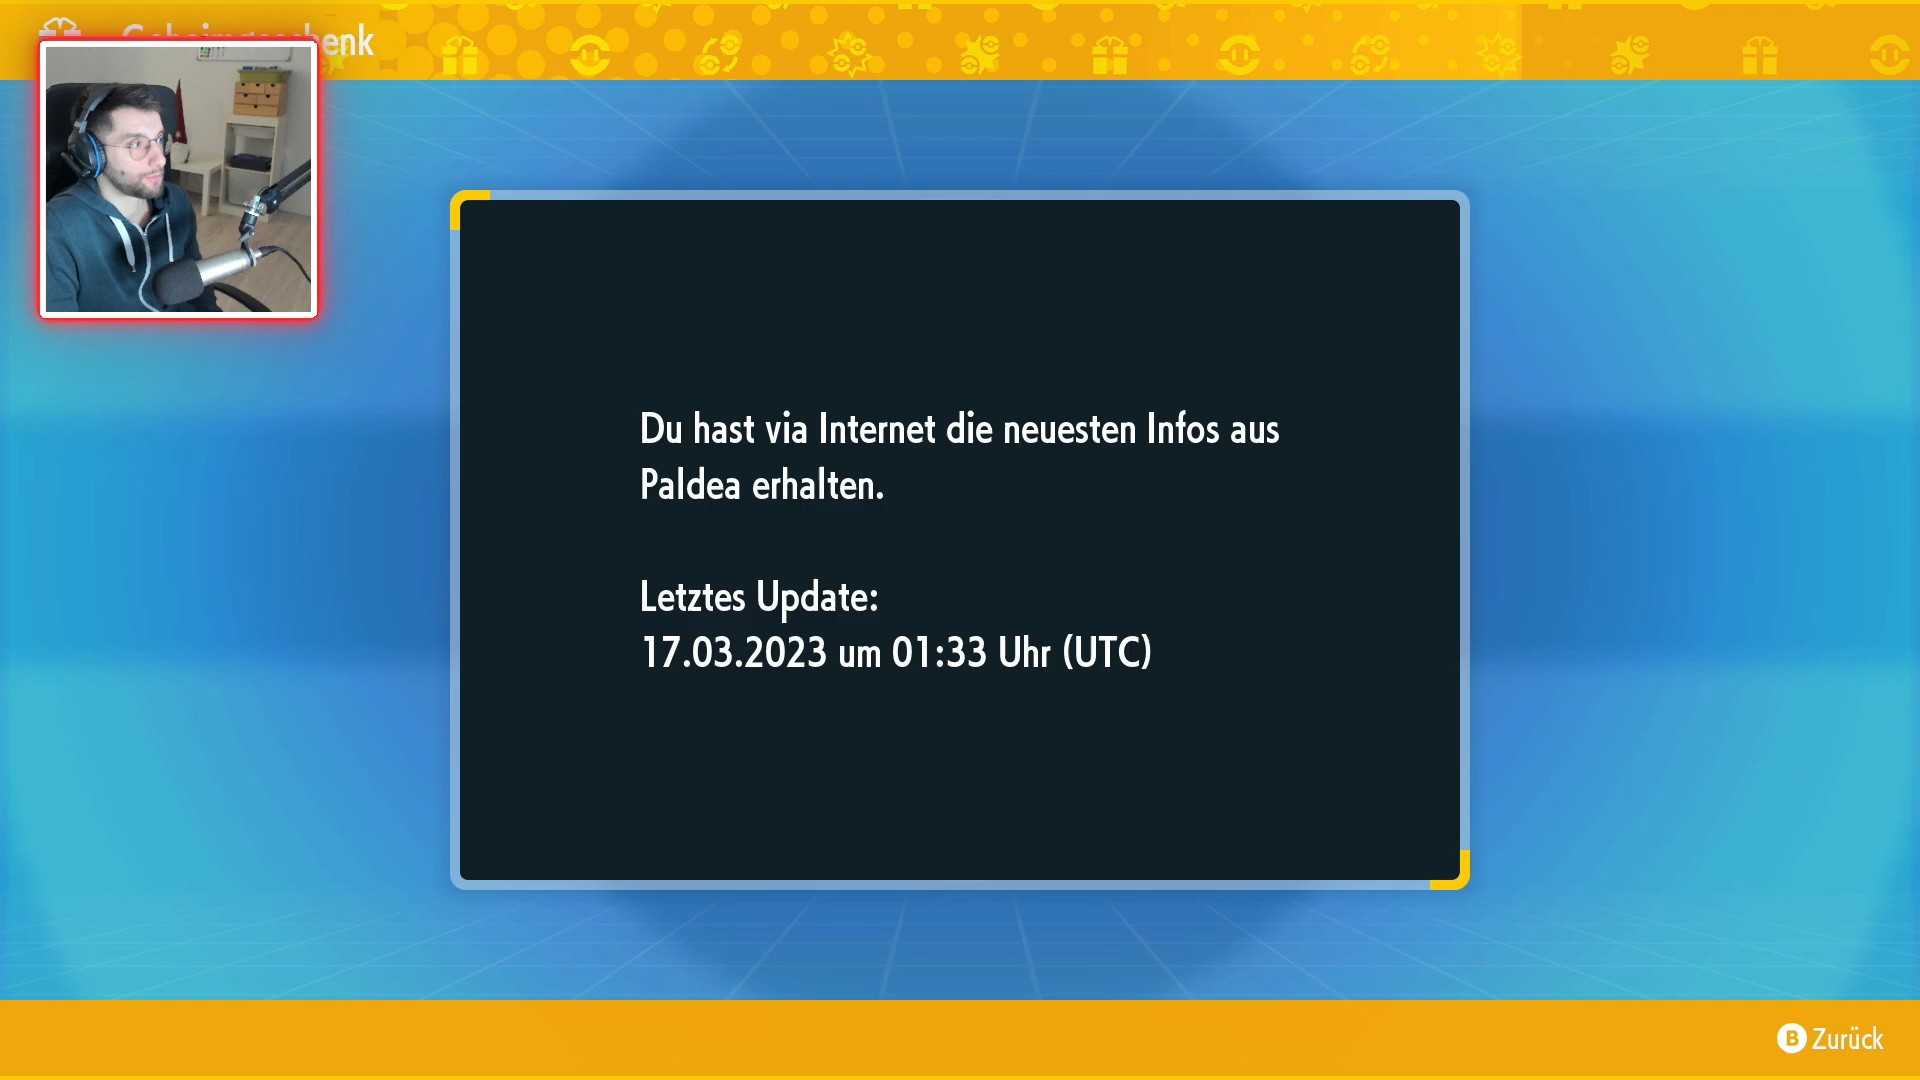 Geheimgeschenk
Du hast via Internet die neuesten Infos aus
Paldea erhalten.
Letztes Update:
17.03.2023 um 01:33 Uhr (UTC)
B Zurück